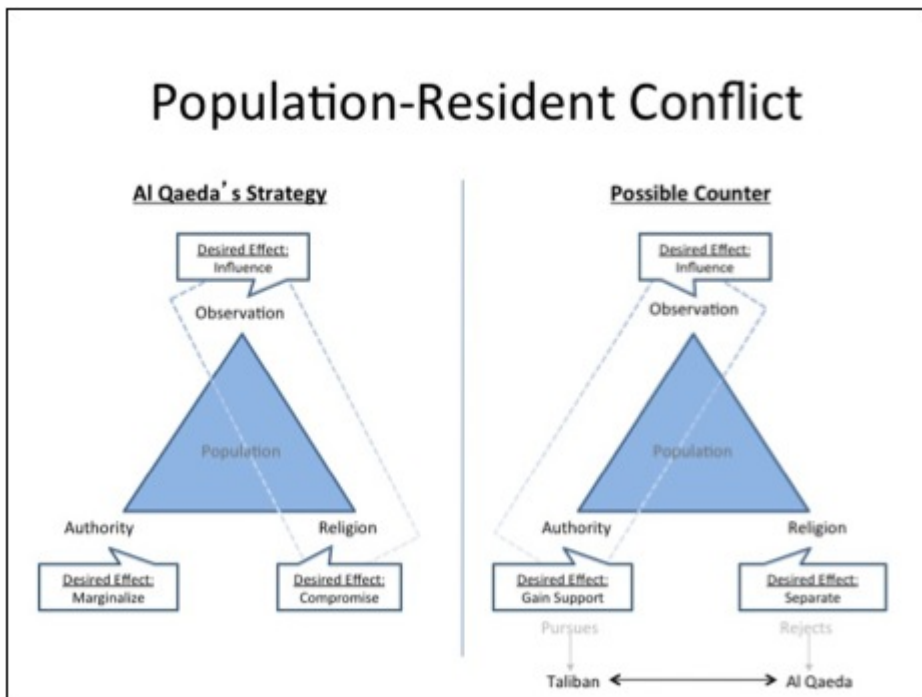 Population-Resident Conflict
Al Qaeda's Strategy
Desired Effect:
Influence
Observation
Population
Authority
Religion
Desired Effect:
Marginalize
Desired Effect:
Compromise
Possible Counter
Desired Effect:
Influence
Observation
Population
Authority
Religion
Desired Effect:
Gain Support
Desired Effect:
Separate
Pursues
Rejects
Taliban
Al Qaeda